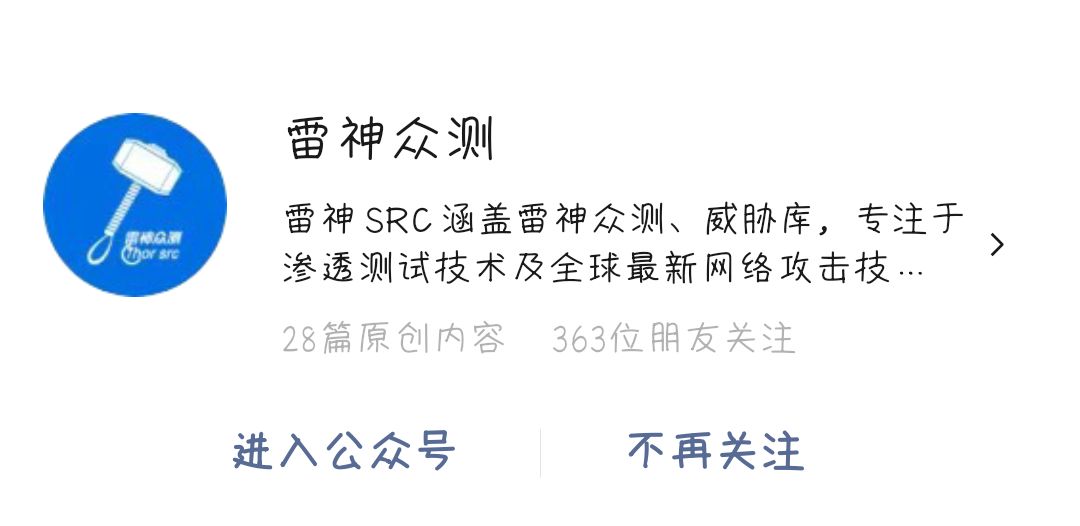 雷神众测
雷神众测
Thor src
雷神 SRC 涵盖雷神众测、威胁库，专注于
渗透测试技术及全球最新网络攻击技...
28篇原创内容 363位朋友关注
进入公众号 不再关注